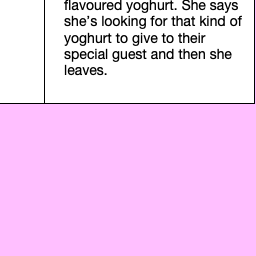 flavoured yoghurt. She says
she's looking for that kind of
yoghurt to give to their
special guest and then she
leaves.